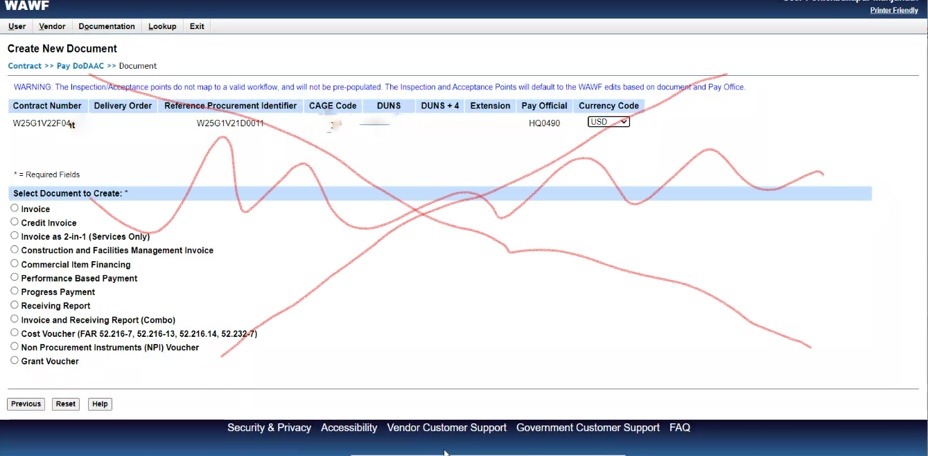 WAWF
Printer Friendly
User Vendor Documentation Lookup Exit
Create New Document
Contract >> Pay DoDAAC >> Document
WARNING: The Inspection/Acceptance points do not map to a valid workflow, and will not be pre-populated. The Inspection and Acceptance Points will default to the WAWF edits based on document and Pay Office.
Contract Number Delivery Order Reference Procurement Identifier CAGE Code DUNS DUNS + 4 Extension Pay Official Currency Code
W25G1V21D0011 HQ0490 USD
* = Required Fields
Select Document to Create: *
Invoice
Credit Invoice
Invoice as 2-in-1 (Services Only)
Construction and Facilities Management Invoice
Commercial Item Financing
Performance Based Payment
Progress Payment
Receiving Report
Invoice and Receiving Report (Combo)
Cost Voucher (FAR 52.216-7, 52.216-13, 52.216.14, 52.232-7)
Non Procurement Instruments (NPI) Voucher
Grant Voucher
Previous Reset Help
Security & Privacy Accessibility Vendor Customer Support Government Customer Support FAQ